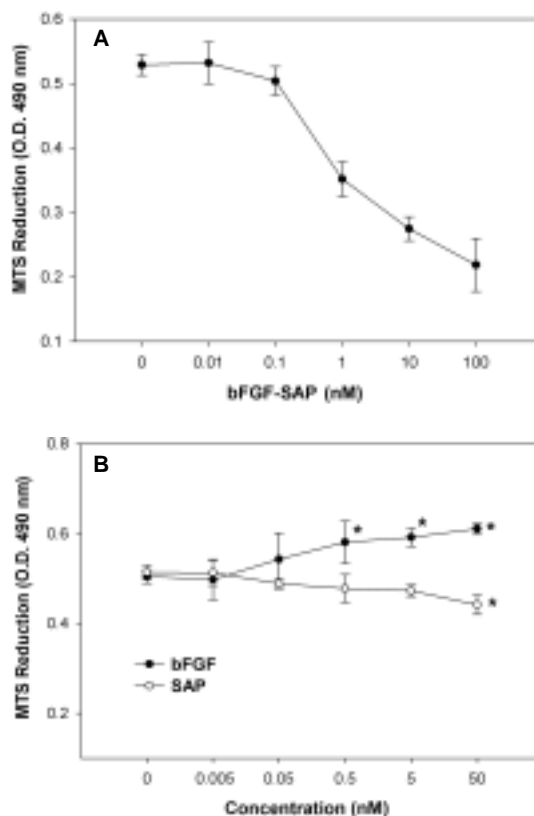 A
MTS Reduction (O.D. 490 nm)
0.6
0.5
0.4
0.3
0.2
0.1
0 0.01 0.1 1 10 100
bFGF-SAP (nM)
B
MTS Reduction (O.D. 490 nm)
0.8
0.6
0.4
0.2
* * *
*
bFGF
SAP
0 0.005 0.05 0.5 5 50
Concentration (nM)